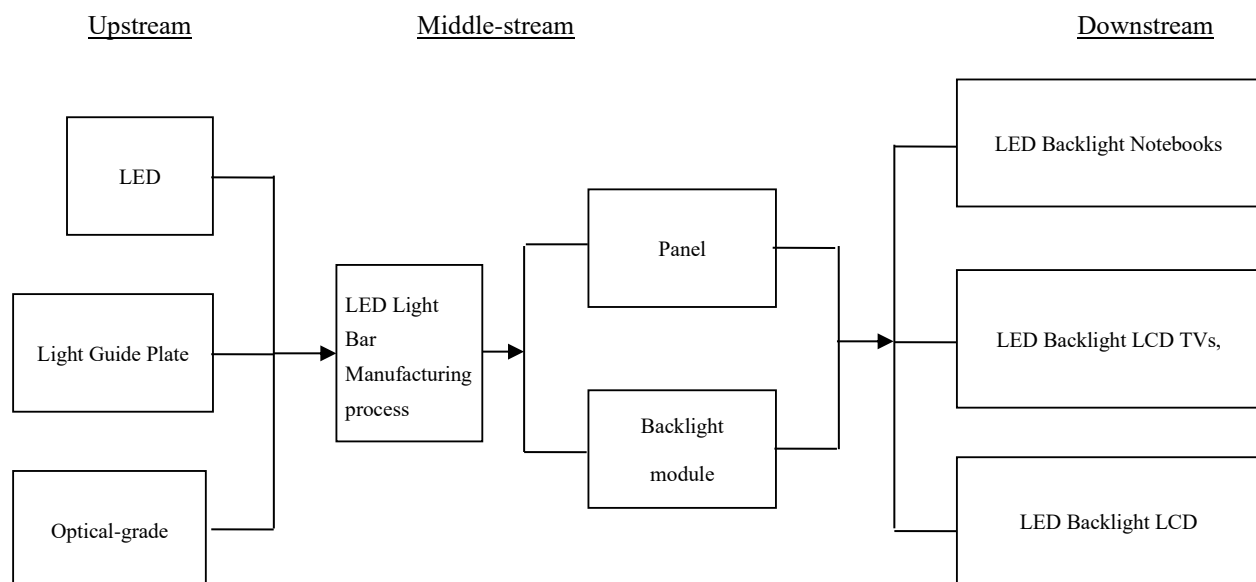 Upstream
Middle-stream
Downstream
LED
Light Guide Plate
Optical-grade
LED Light
Bar
Manufacturing
process
Panel
Backlight
module
LED Backlight Notebooks
LED Backlight LCD TVs,
LED Backlight LCD